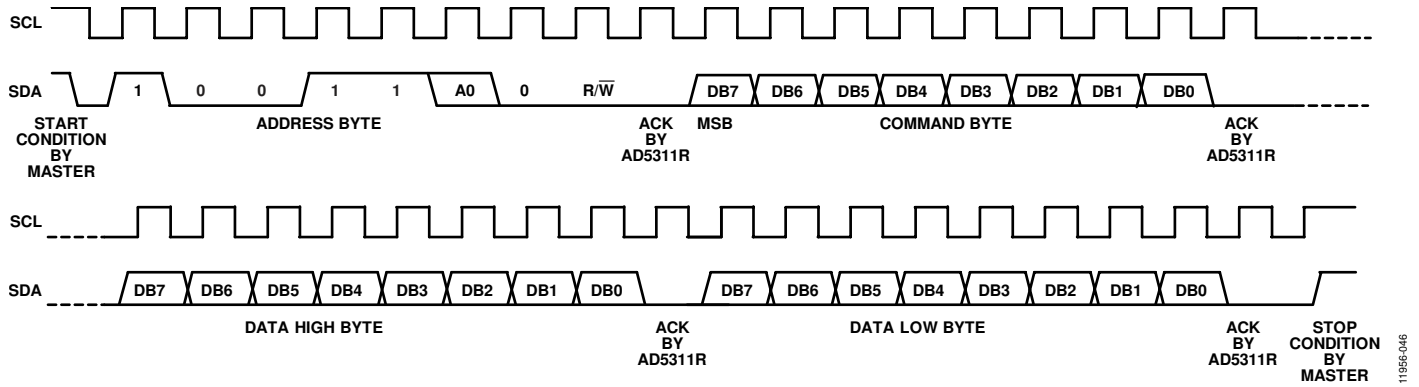 SCL
SDA 1 0 0 1 1 A0 0 R/W̅ DB7 DB6 DB5 DB4 DB3 DB2 DB1 DB0
START CONDITION BY MASTER
ADDRESS BYTE
ACK BY AD5311R
MSB
COMMAND BYTE
ACK BY AD5311R
SCL
SDA DB7 DB6 DB5 DB4 DB3 DB2 DB1 DB0 DB7 DB6 DB5 DB4 DB3 DB2 DB1 DB0
DATA HIGH BYTE
ACK BY AD5311R
DATA LOW BYTE
ACK BY AD5311R
STOP CONDITION BY MASTER
11956-046